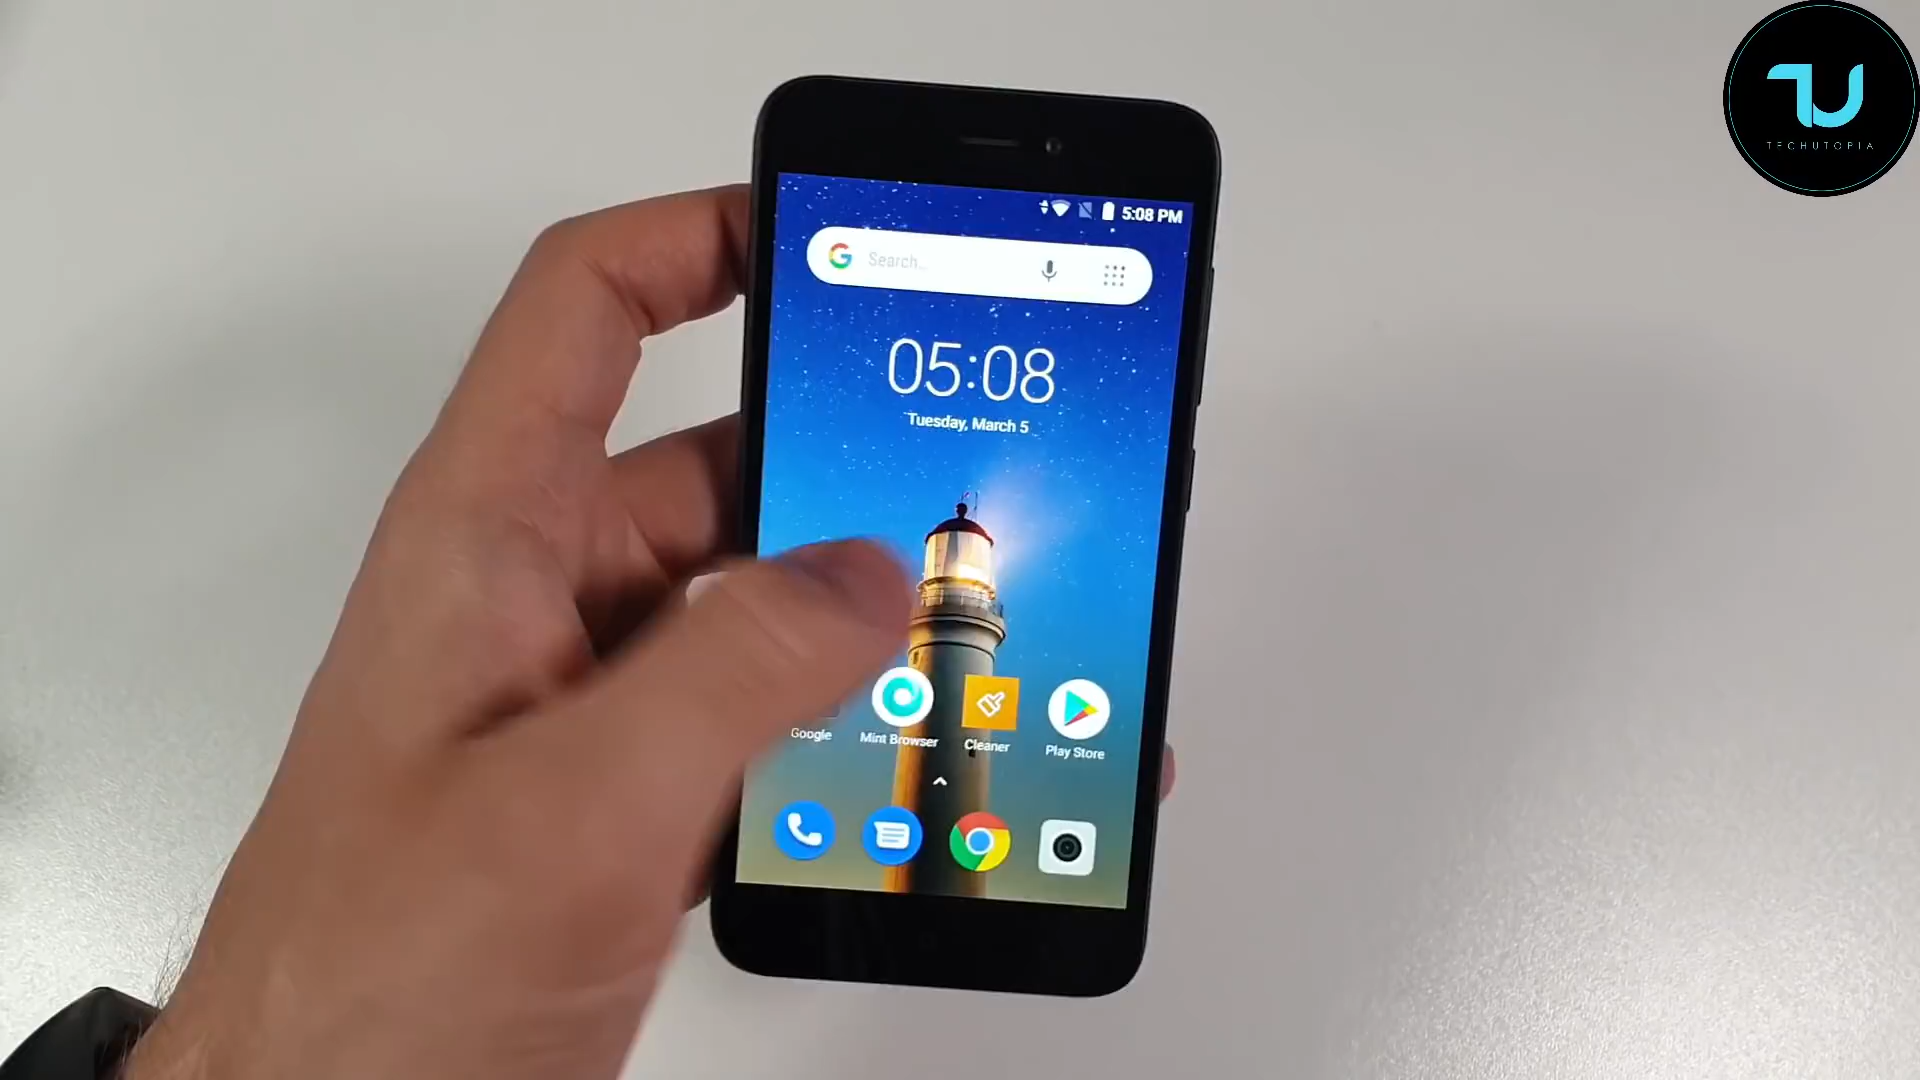 TECHUTOPIA
5:08 PM
Search...
05:08
Tuesday, March 5
Google
Mint Browser
Cleaner
Play Store